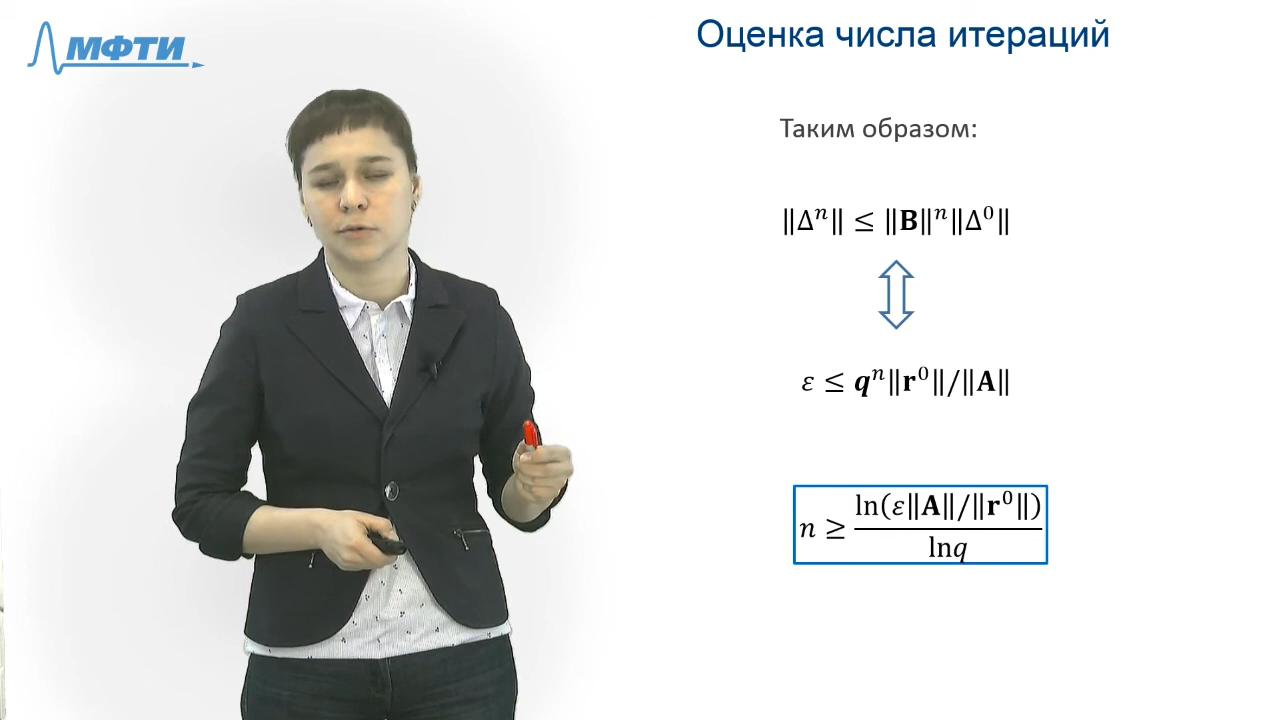 МФТИ
Оценка числа итераций
Таким образом:
‖Δⁿ‖ ≤ ‖𝐁‖ⁿ‖Δ⁰‖
ε ≤ 𝒒ⁿ‖𝐫⁰‖/‖𝐀‖
n ≥ ln(ε‖𝐀‖/‖𝐫⁰‖) / lnq